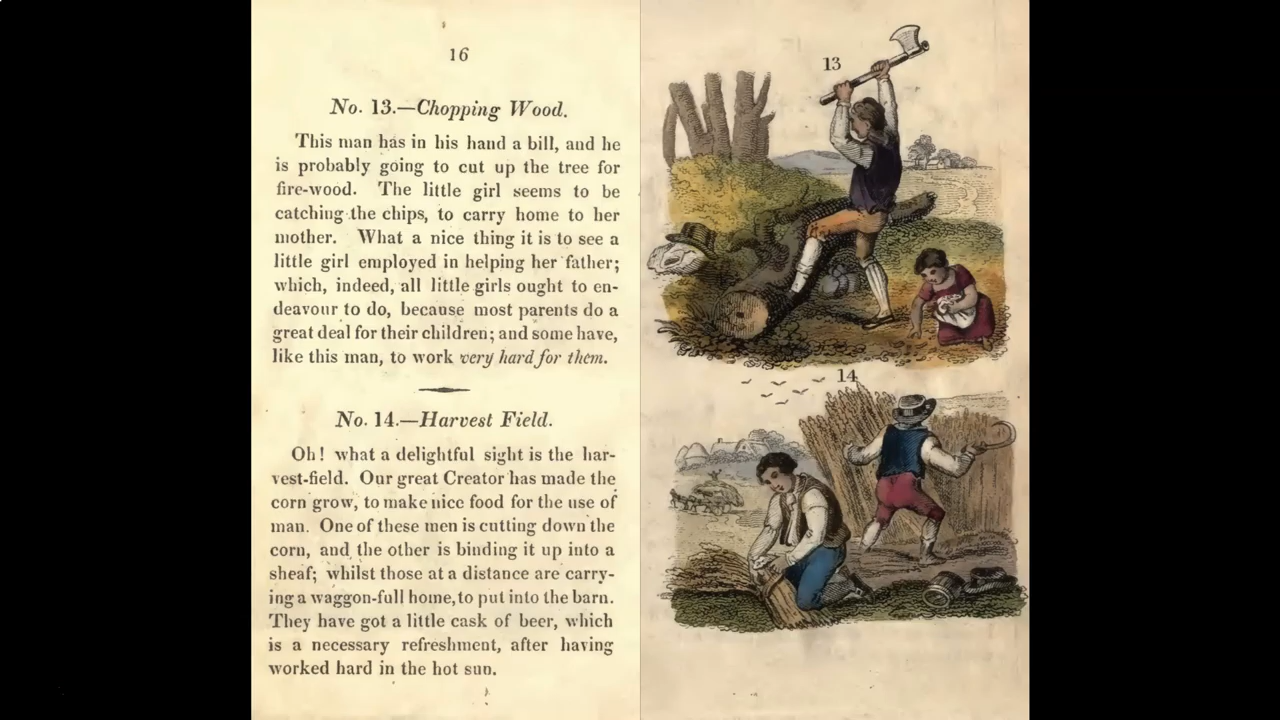 16
No. 13.—Chopping Wood.
This man has in his hand a bill, and he
is probably going to cut up the tree for
fire-wood. The little girl seems to be
catching the chips, to carry home to her
mother. What a nice thing it is to see a
little girl employed in helping her father;
which, indeed, all little girls ought to en-
deavour to do, because most parents do a
great deal for their children; and some have,
like this man, to work very hard for them.
No. 14.—Harvest Field.
Oh! what a delightful sight is the har-
vest-field. Our great Creator has made the
corn grow, to make nice food for the use of
man. One of these men is cutting down the
corn, and the other is binding it up into a
sheaf; whilst those at a distance are carry-
ing a waggon-full home, to put into the barn.
They have got a little cask of beer, which
is a necessary refreshment, after having
worked hard in the hot sun.
13
14